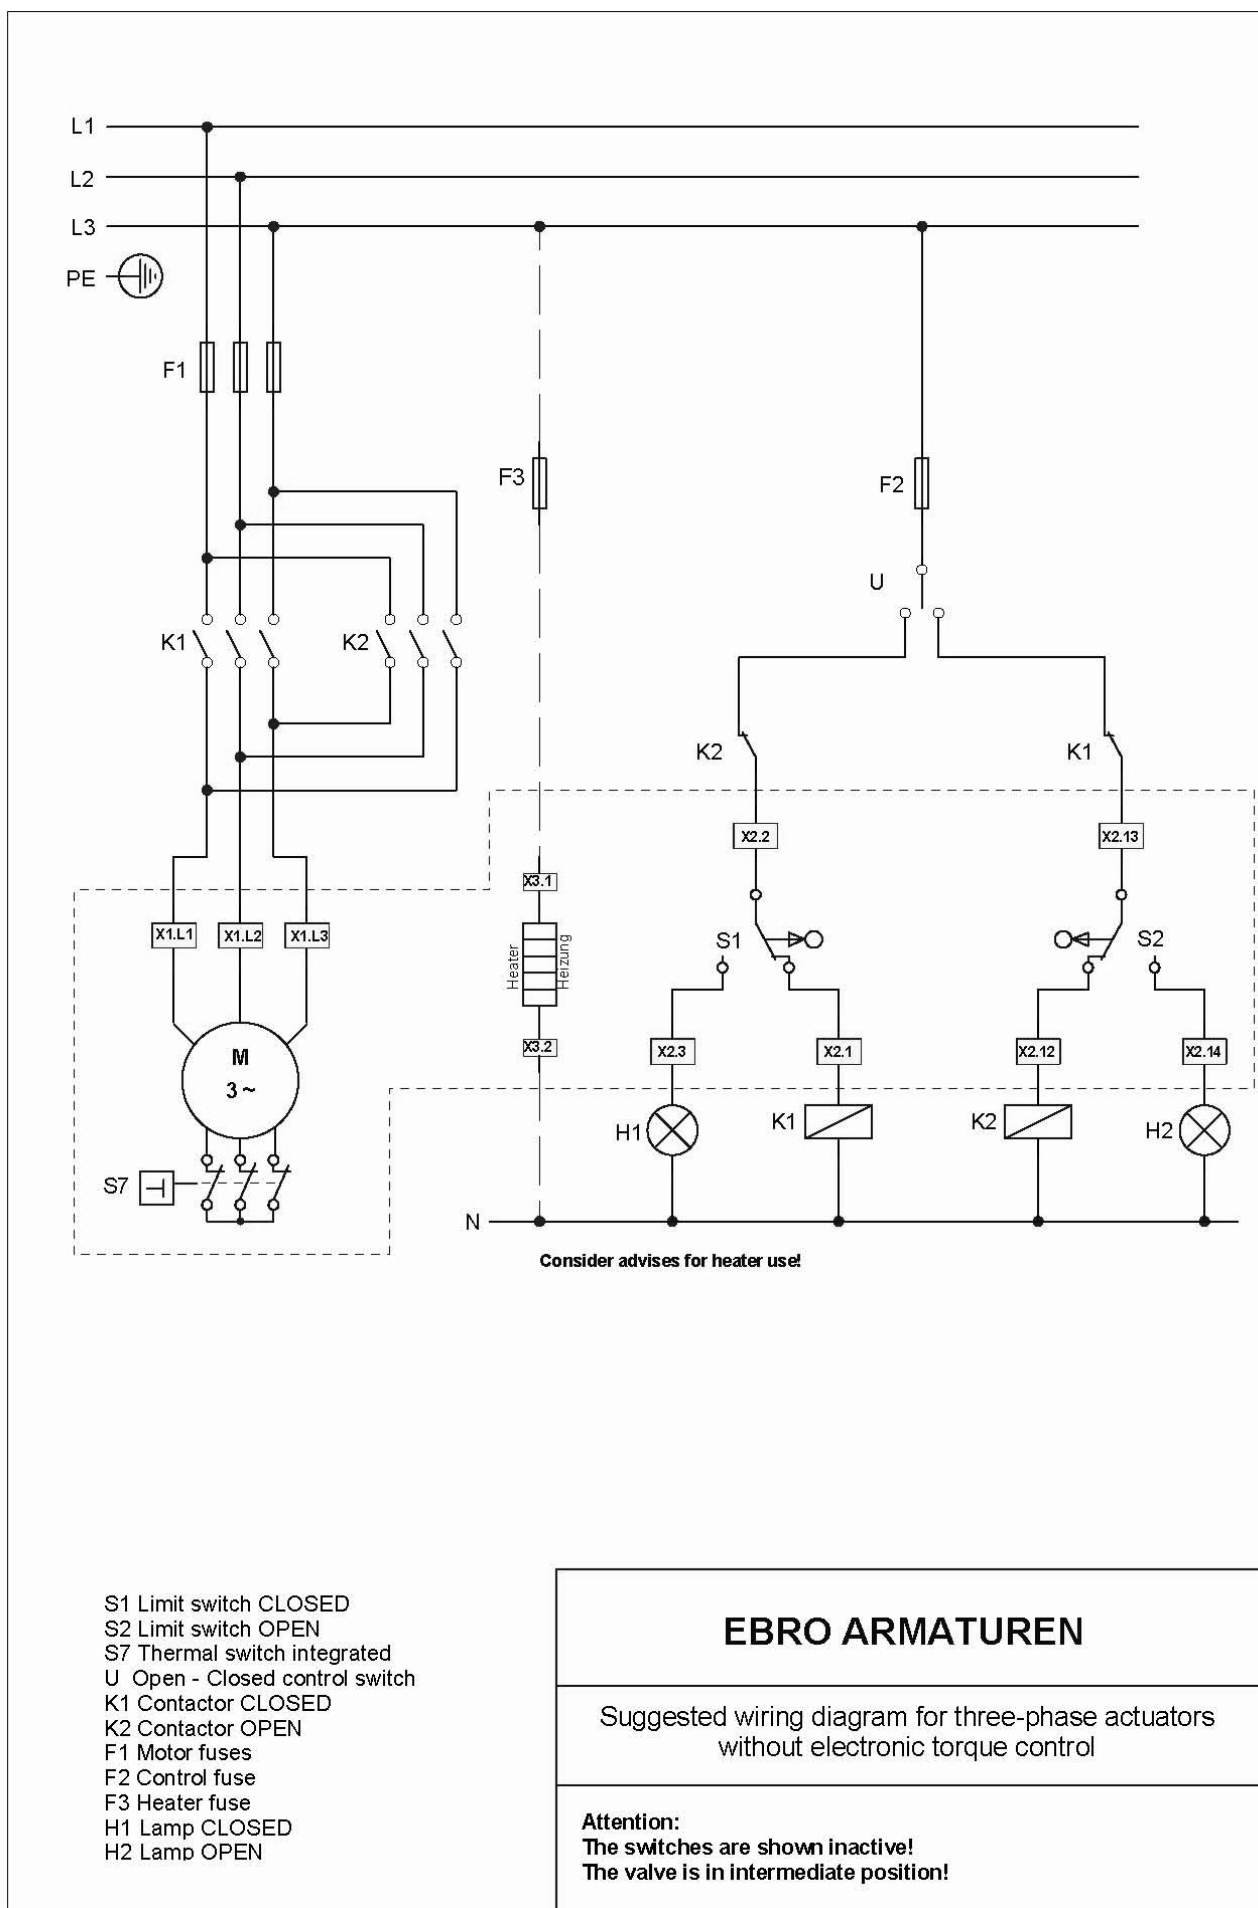 L1
L2
L3
PE
F1
F3
F2
U
K1
K2
K2
K1
X2.2
X2.13
X3.1
X1.L1
X1.L2
X1.L3
Heater
Heizung
S1
S2
X3.2
X2.3
X2.1
X2.12
X2.14
M
3 ~
H1
K1
K2
H2
S7
N
Consider advises for heater use!
S1 Limit switch CLOSED
S2 Limit switch OPEN
S7 Thermal switch integrated
U Open - Closed control switch
K1 Contactor CLOSED
K2 Contactor OPEN
F1 Motor fuses
F2 Control fuse
F3 Heater fuse
H1 Lamp CLOSED
H2 Lamp OPEN
EBRO ARMATUREN
Suggested wiring diagram for three-phase actuators
without electronic torque control
Attention:
The switches are shown inactive!
The valve is in intermediate position!